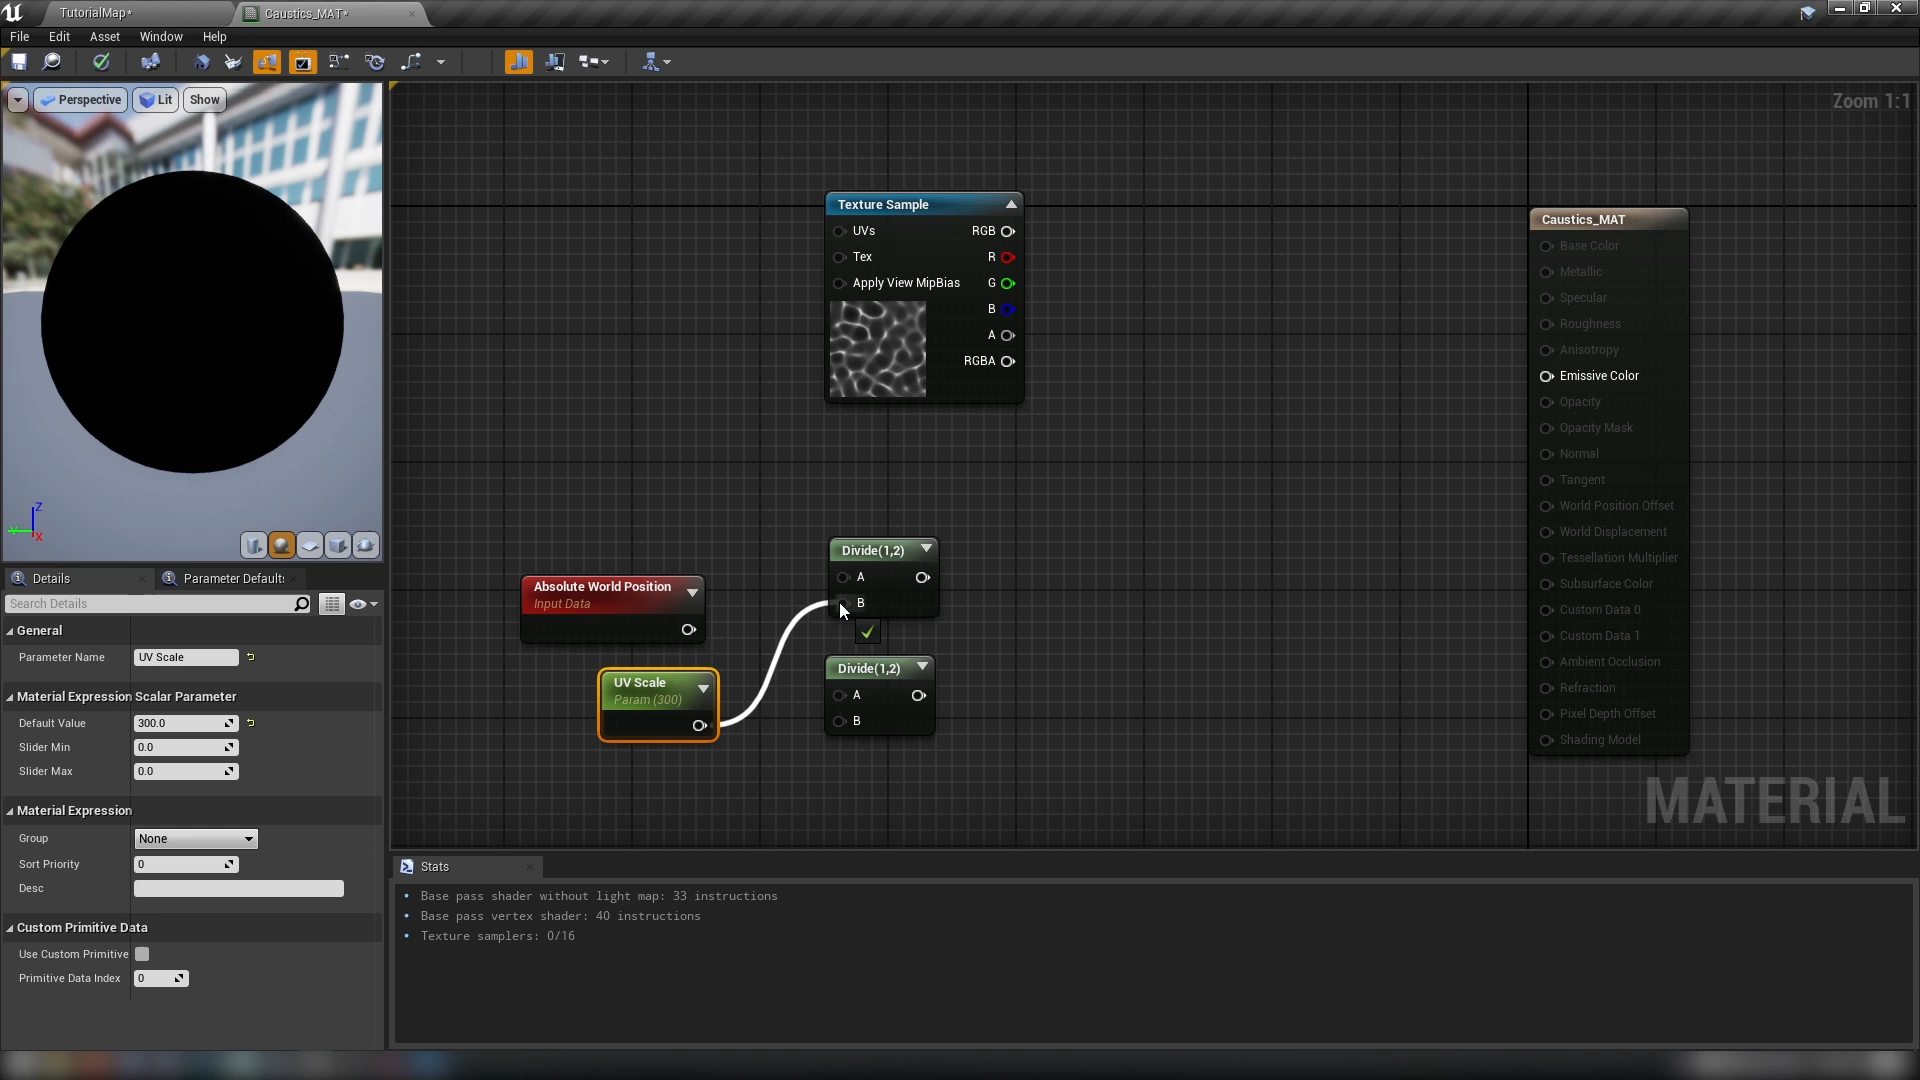 TutorialMap*
Caustics_MAT*
File
Edit
Asset
Window
Help
Perspective
Lit
Show
Zoom 1:1
Texture Sample
UVs
RGB
Tex
R
Apply View MipBias
G
B
A
RGBA
Caustics_MAT
Base Color
Metallic
Specular
Roughness
Anisotropy
Emissive Color
Opacity
Opacity Mask
Normal
Tangent
World Position Offset
World Displacement
Tessellation Multiplier
Subsurface Color
Custom Data 0
Custom Data 1
Ambient Occlusion
Refraction
Pixel Depth Offset
Shading Model
Divide(1,2)
A
B
Absolute World Position
Input Data
UV Scale
Param (300)
Divide(1,2)
A
B
MATERIAL
Z
Y
X
Details
Parameter Default
Search Details
General
Parameter Name
UV Scale
Material Expression Scalar Parameter
Default Value
300.0
Slider Min
0.0
Slider Max
0.0
Material Expression
Group
None
Sort Priority
0
Desc
Custom Primitive Data
Use Custom Primitive
Primitive Data Index
0
Stats
Base pass shader without light map: 33 instructions
Base pass vertex shader: 40 instructions
Texture samplers: 0/16